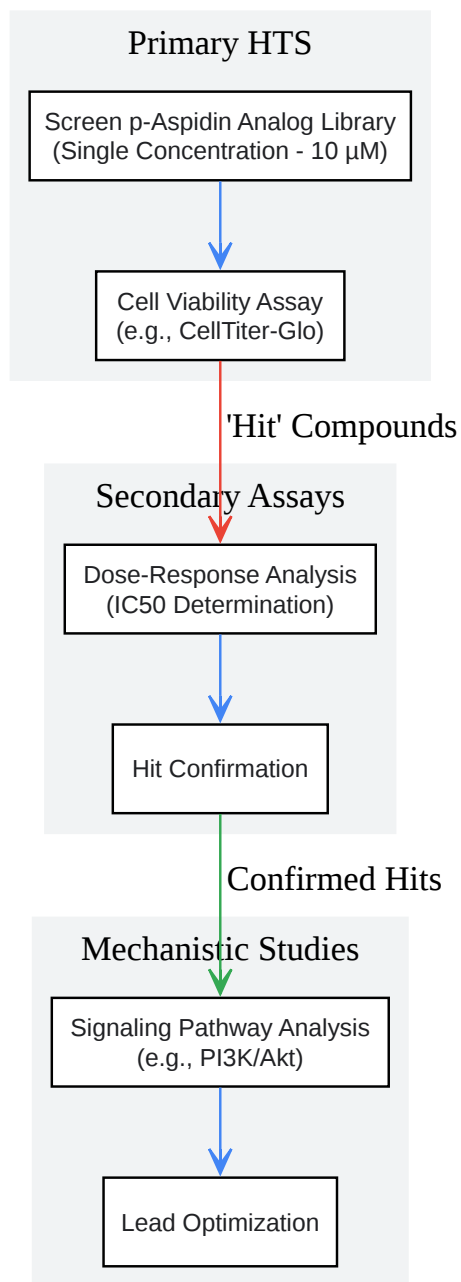 Primary HTS
Screen p-Aspidin Analog Library
(Single Concentration - 10 µM)
Cell Viability Assay
(e.g., CellTiter-Glo)
'Hit' Compounds
Secondary Assays
Dose-Response Analysis
(IC50 Determination)
Hit Confirmation
Confirmed Hits
Mechanistic Studies
Signaling Pathway Analysis
(e.g., PI3K/Akt)
Lead Optimization